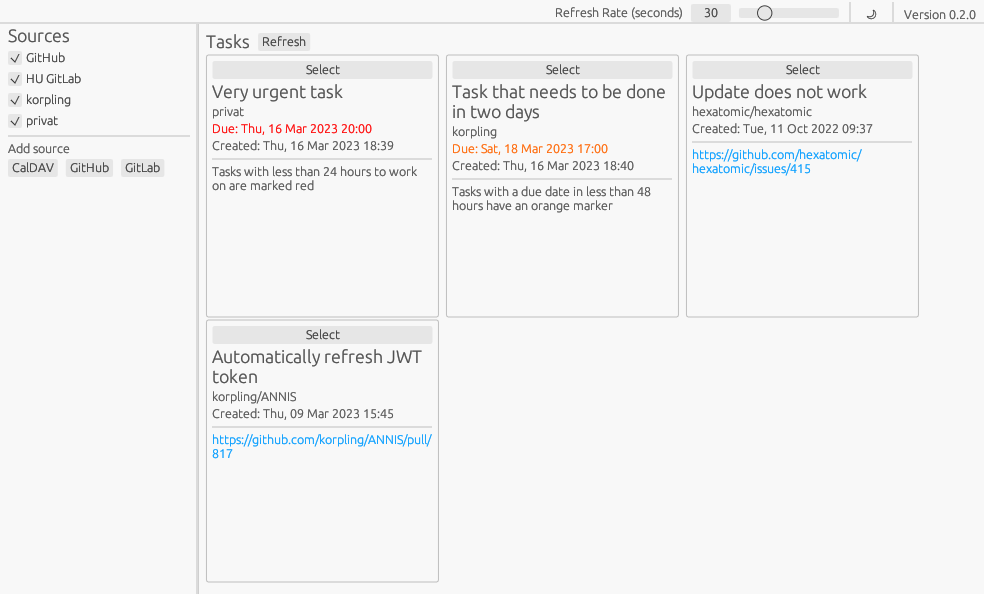 Refresh Rate (seconds) 30 Version 0.2.0
Sources
GitHub
HU GitLab
korpling
privat
Add source
CalDAV GitHub GitLab
Tasks Refresh
Select
Very urgent task
privat
Due: Thu, 16 Mar 2023 20:00
Created: Thu, 16 Mar 2023 18:39
Tasks with less than 24 hours to work
on are marked red
Select
Task that needs to be done
in two days
korpling
Due: Sat, 18 Mar 2023 17:00
Created: Thu, 16 Mar 2023 18:40
Tasks with a due date in less than 48
hours have an orange marker
Select
Update does not work
hexatomic/hexatomic
Created: Tue, 11 Oct 2022 09:37
https://github.com/hexatomic/
hexatomic/issues/415
Select
Automatically refresh JWT
token
korpling/ANNIS
Created: Thu, 09 Mar 2023 15:45
https://github.com/korpling/ANNIS/pull/
817